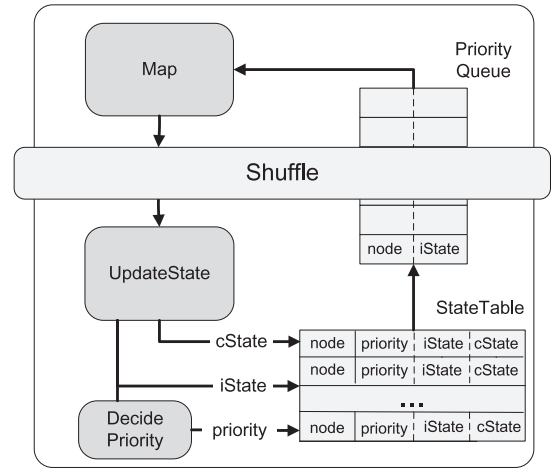 Map
Priority
Queue
Shuffle
node iState
UpdateState
StateTable
cState
node priority iState cState
node priority iState cState
iState
...
Decide
Priority
priority
node priority iState cState